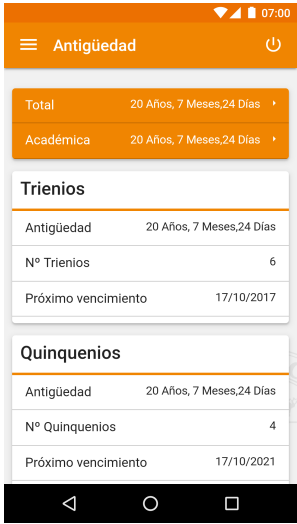 07:00
Antigüedad
Total 20 Años, 7 Meses,24 Días
Académica 20 Años, 7 Meses,24 Días
Trienios
Antigüedad 20 Años, 7 Meses,24 Días
Nº Trienios 6
Próximo vencimiento 17/10/2017
Quinquenios
Antigüedad 20 Años, 7 Meses,24 Días
Nº Quinquenios 4
Próximo vencimiento 17/10/2021